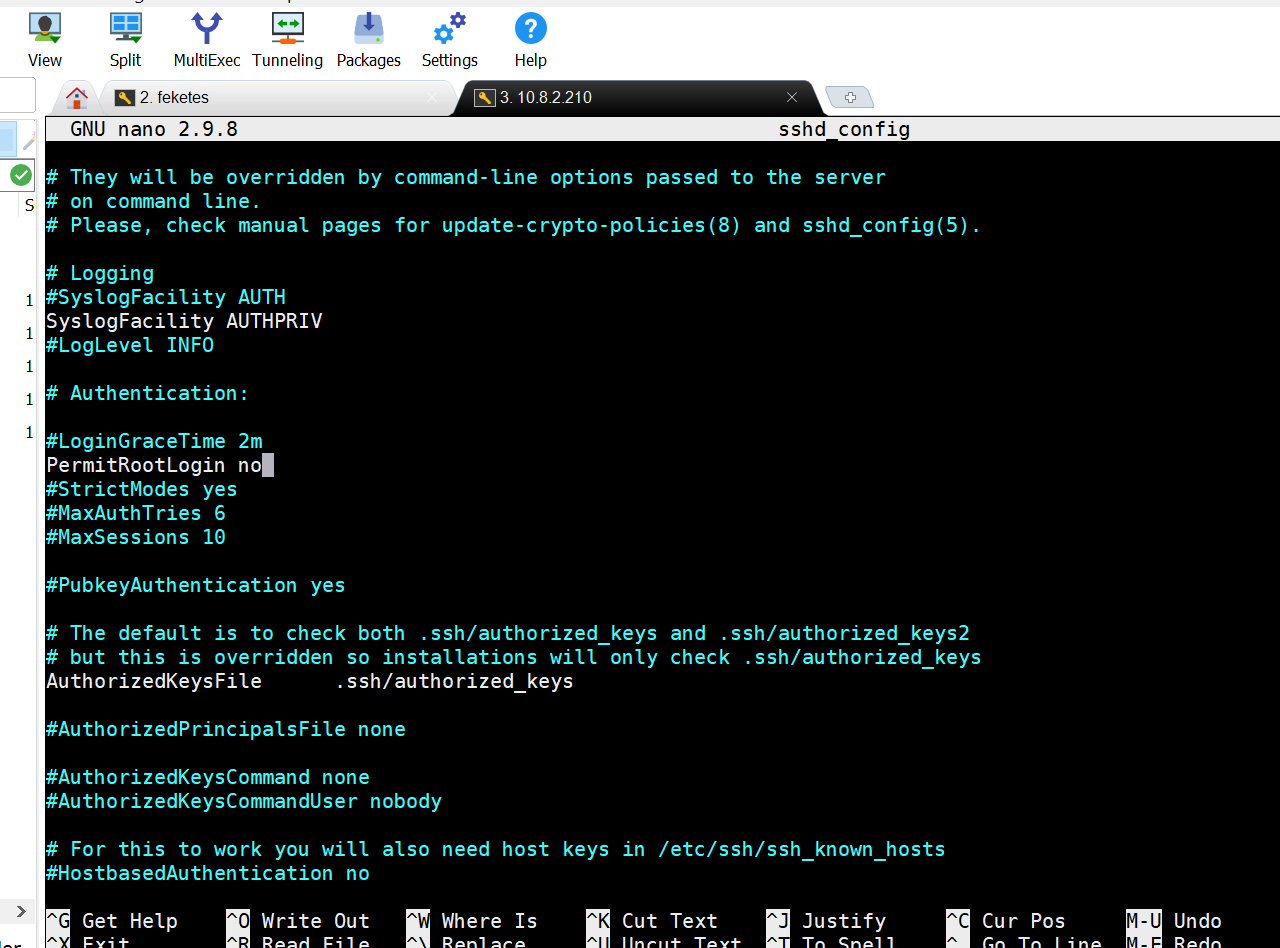 View Split MultiExec Tunneling Packages Settings Help
2. feketes 3. 10.8.2.210
GNU nano 2.9.8 sshd_config
# They will be overridden by command-line options passed to the server
# on command line.
# Please, check manual pages for update-crypto-policies(8) and sshd_config(5).
# Logging
#SyslogFacility AUTH
SyslogFacility AUTHPRIV
#LogLevel INFO
# Authentication:
#LoginGraceTime 2m
PermitRootLogin no
#StrictModes yes
#MaxAuthTries 6
#MaxSessions 10
#PubkeyAuthentication yes
# The default is to check both .ssh/authorized_keys and .ssh/authorized_keys2
# but this is overridden so installations will only check .ssh/authorized_keys
AuthorizedKeysFile .ssh/authorized_keys
#AuthorizedPrincipalsFile none
#AuthorizedKeysCommand none
#AuthorizedKeysCommandUser nobody
# For this to work you will also need host keys in /etc/ssh/ssh_known_hosts
#HostbasedAuthentication no
^G Get Help ^O Write Out ^W Where Is ^K Cut Text ^J Justify ^C Cur Pos M-U Undo
^X Exit ^R Read File ^\ Replace ^U Uncut Text ^T To Spell ^_ Go To Line M-E Redo
S
1
1
1
1
1